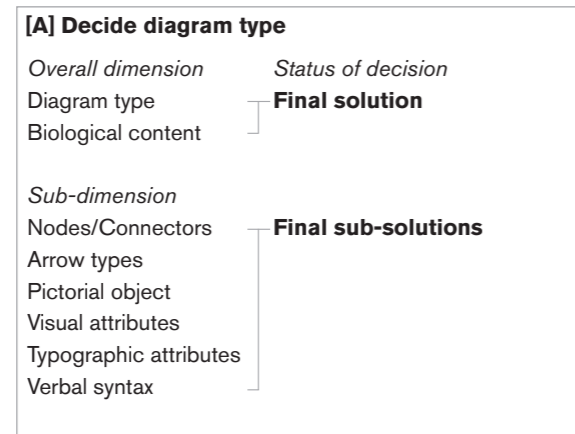 [A] Decide diagram type
Overall dimension Status of decision
Diagram type Final solution
Biological content
Sub-dimension
Nodes/Connectors Final sub-solutions
Arrow types
Pictorial object
Visual attributes
Typographic attributes
Verbal syntax